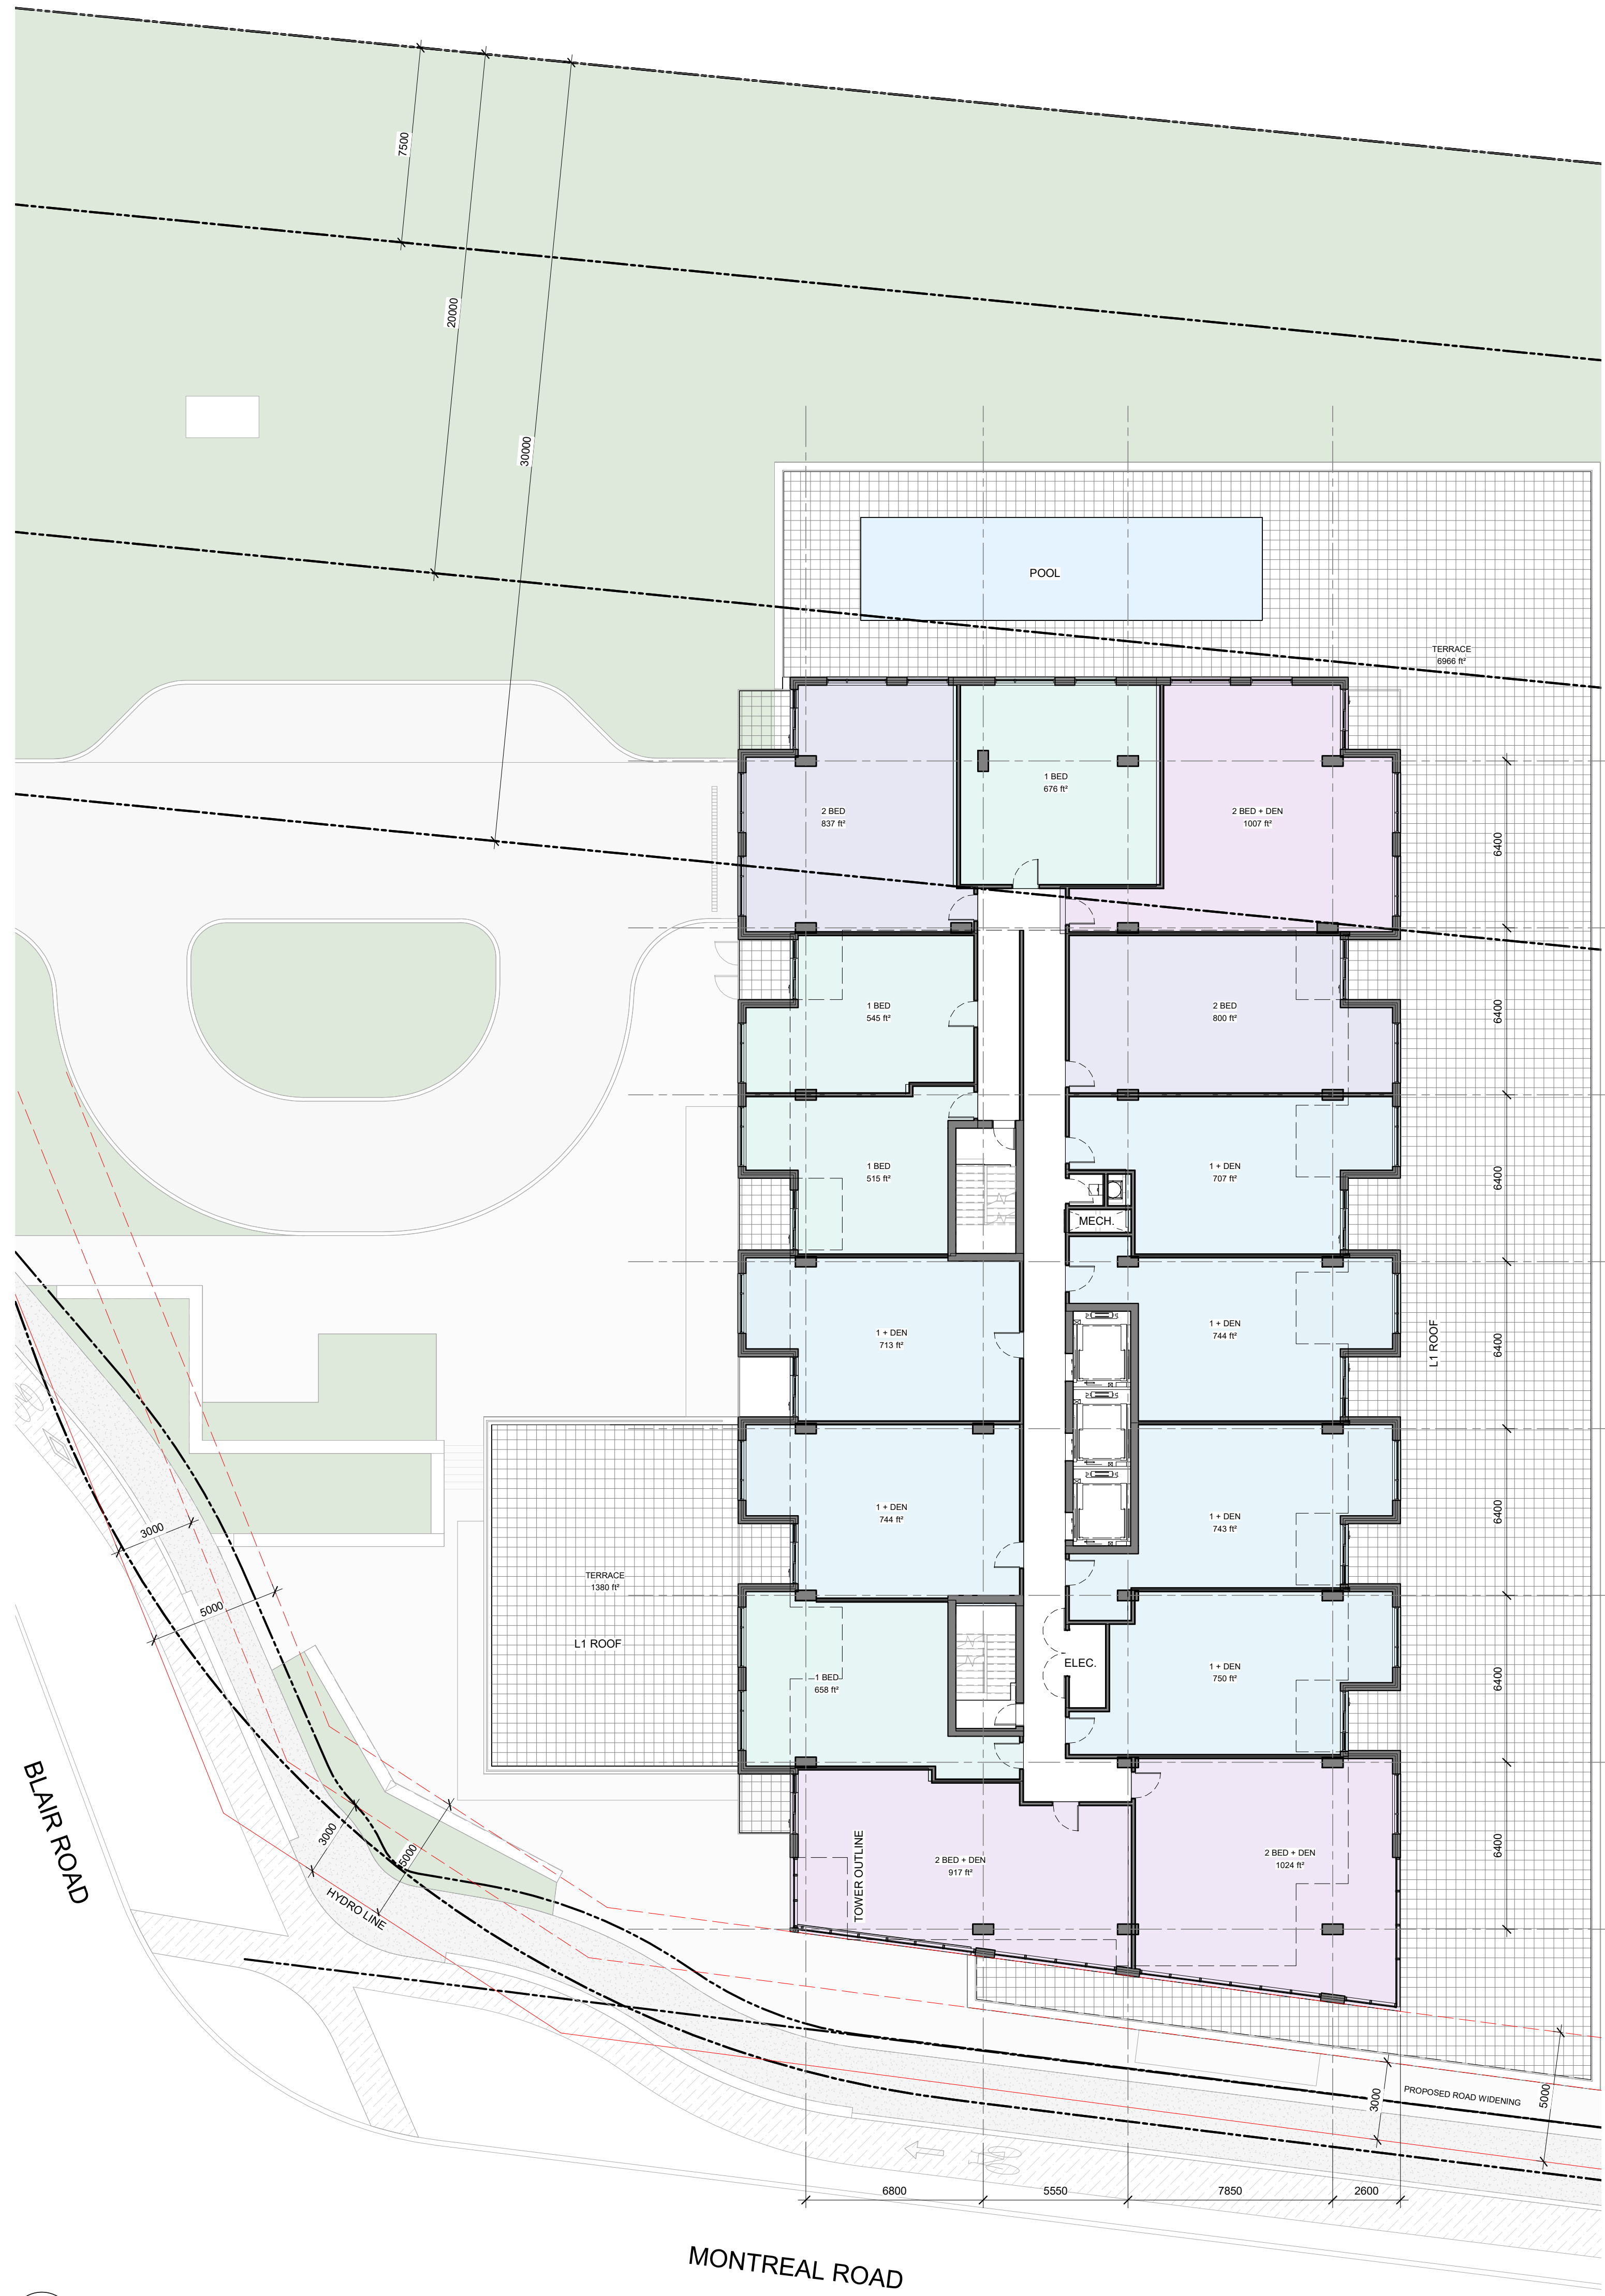 7500
20000
30000
POOL
TERRACE
6966 ft²
1 BED
676 ft²
2 BED
837 ft²
2 BED + DEN
1007 ft²
6400
1 BED
545 ft²
2 BED
800 ft²
6400
1 BED
515 ft²
1 + DEN
707 ft²
6400
MECH.
1 + DEN
713 ft²
1 + DEN
744 ft²
L1 ROOF
6400
1 + DEN
744 ft²
1 + DEN
743 ft²
6400
3000
5000
TERRACE
1380 ft²
L1 ROOF
1 BED
658 ft²
ELEC.
1 + DEN
750 ft²
6400
BLAIR ROAD
3000
5000
HYDRO LINE
TOWER OUTLINE
2 BED + DEN
917 ft²
2 BED + DEN
1024 ft²
6400
3000
PROPOSED ROAD WIDENING
5000
6800
5550
7850
2600
MONTREAL ROAD